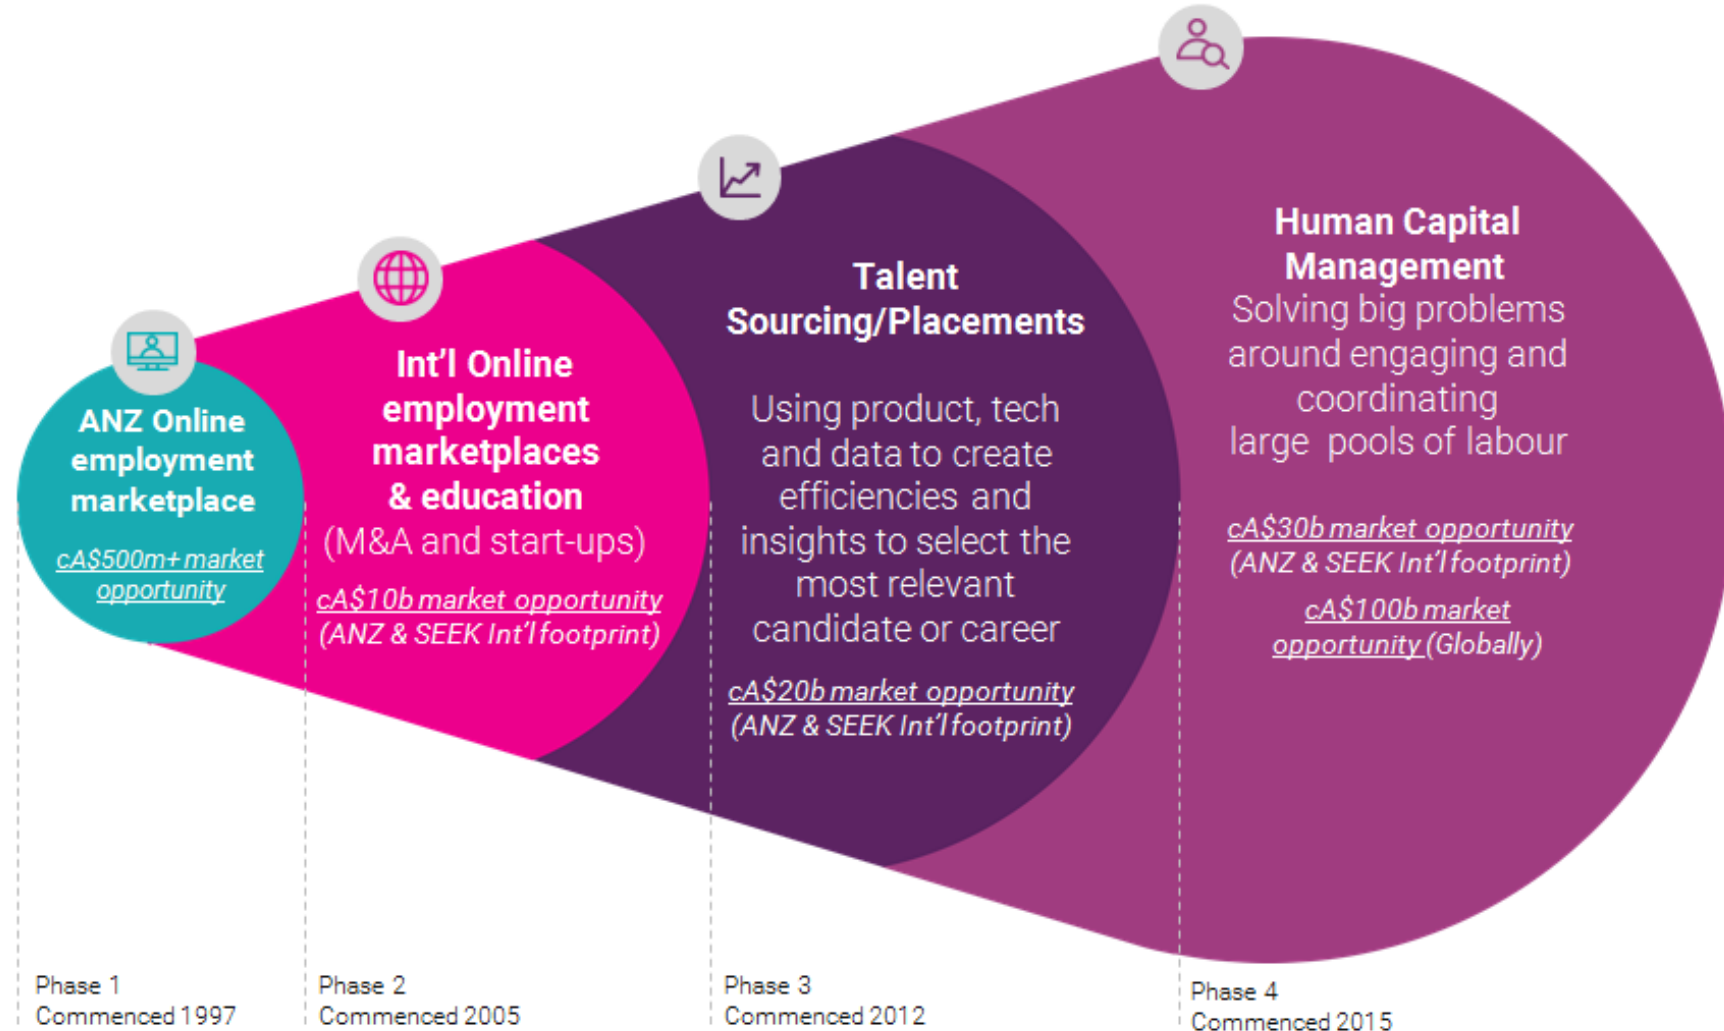 ANZ Online
employment
marketplace
cA$500m+ market
opportunity
Int'l Online
employment
marketplaces
& education
(M&A and start-ups)
cA$10b market opportunity
(ANZ & SEEK Int'l footprint)
Talent
Sourcing/Placements
Using product, tech
and data to create
efficiencies and
insights to select the
most relevant
candidate or career
cA$20b market opportunity
(ANZ & SEEK Int'l footprint)
Human Capital
Management
Solving big problems
around engaging and
coordinating
large pools of labour
cA$30b market opportunity
(ANZ & SEEK Int'l footprint)
cA$100b market
opportunity (Globally)
Phase 1
Commenced 1997
Phase 2
Commenced 2005
Phase 3
Commenced 2012
Phase 4
Commenced 2015